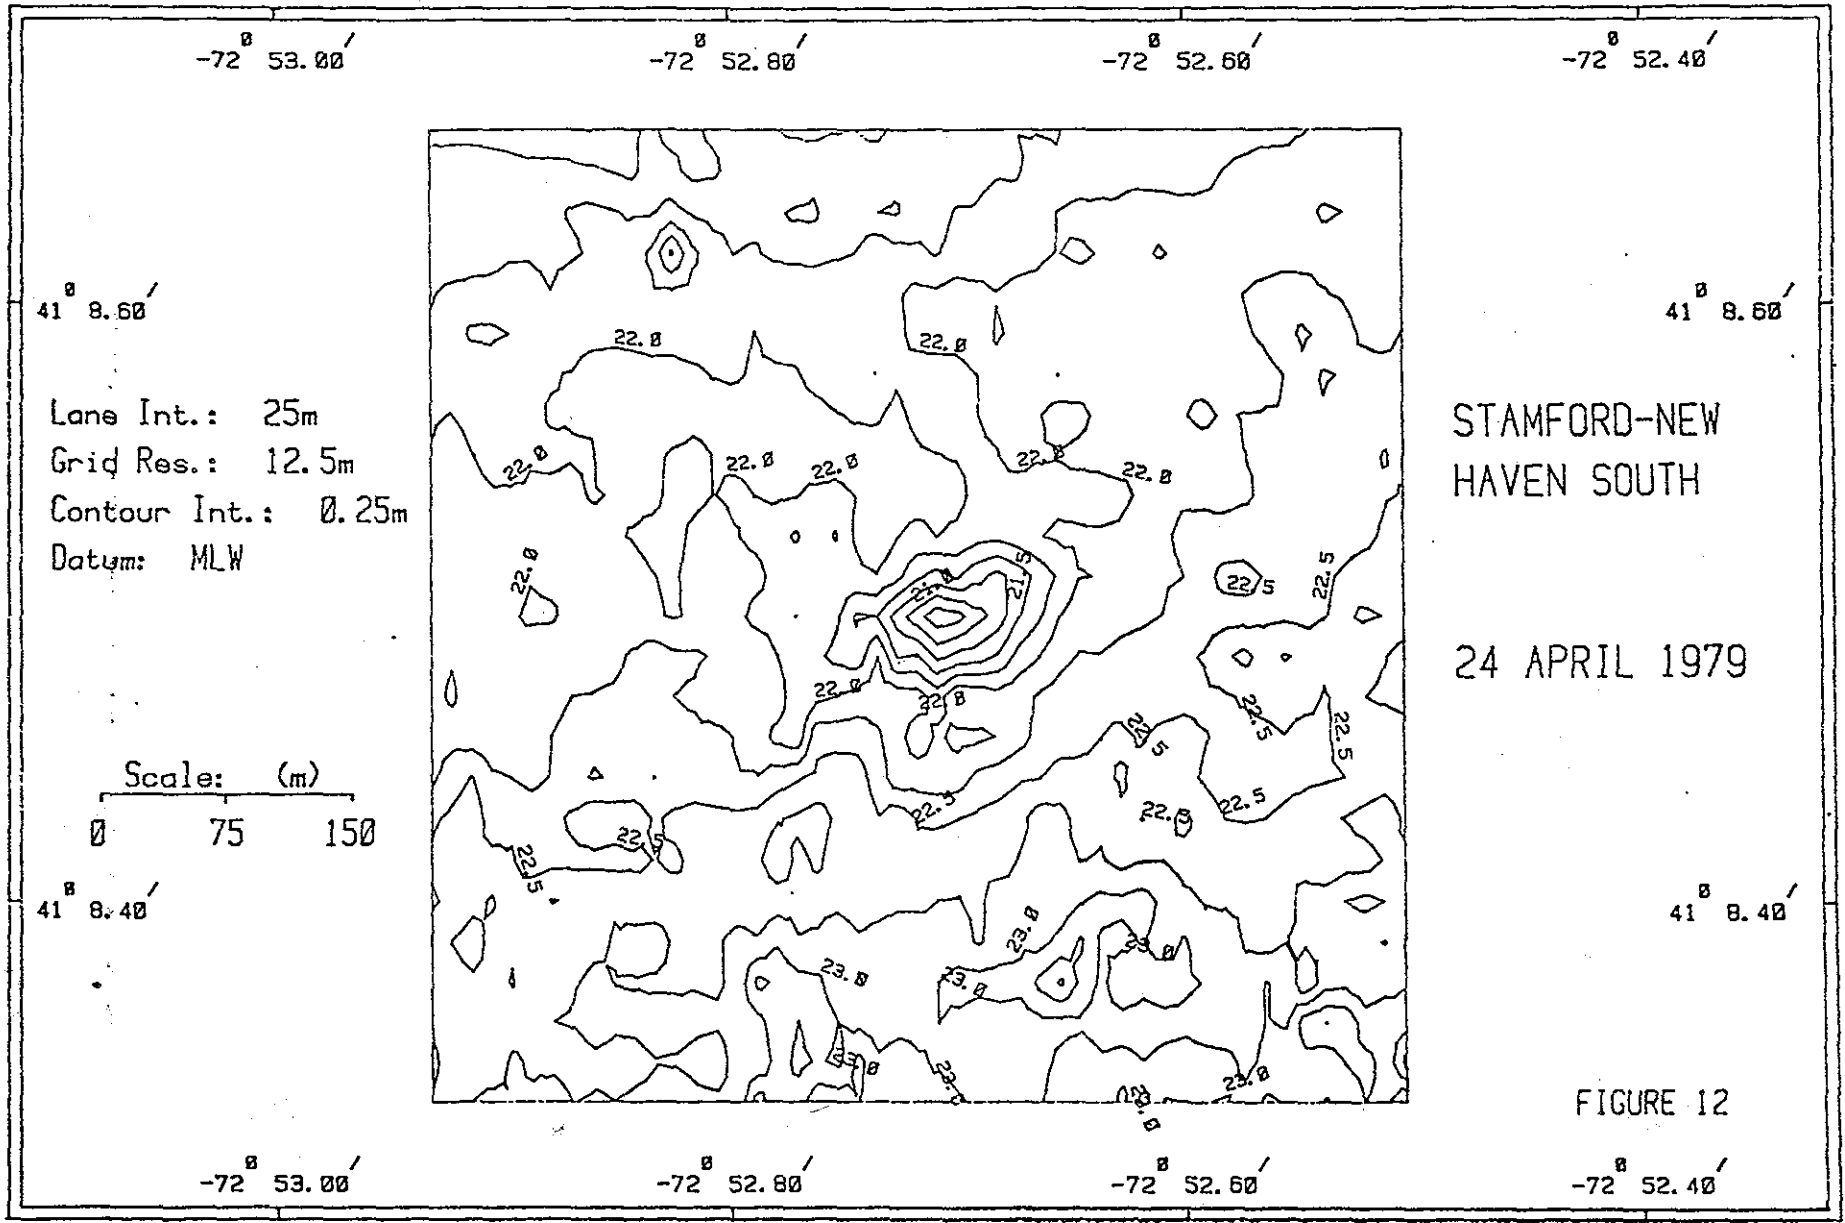 -72° 53.00′ -72° 52.80′ -72° 52.60′ -72° 52.40′
41° 8.60′ 41° 8.60′
22.0 22.0
Lane Int.: 25m
Grid Res.: 12.5m
Contour Int.: 0.25m
Datum: MLW
STAMFORD-NEW
HAVEN SOUTH
22.0 22.0 22.0 22.0 22.0
22.0 21.0 21.5 22.5 22.5
24 APRIL 1979
22.0 22.0 22.5 22.5 22.5
Scale: (m)
0 75 150
22.5 22.5 22.5
22.5 22.5
41° 8.40′ 41° 8.40′
23.0 23.0
23.0 23.0
23.0 23.0 23.0 23.0
FIGURE 12
-72° 53.00′ -72° 52.80′ -72° 52.60′ -72° 52.40′